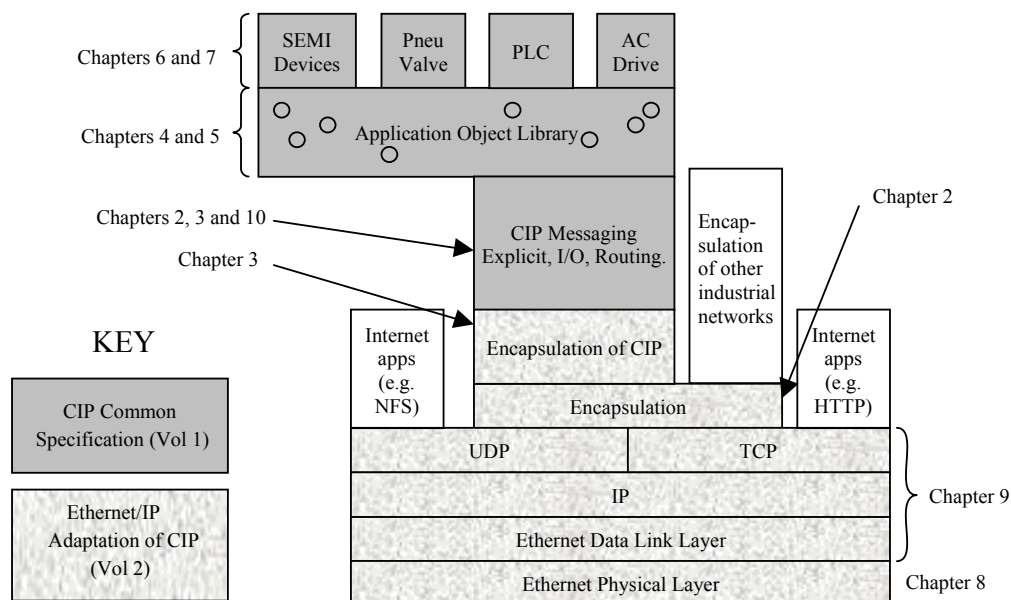 Chapters 6 and 7
SEMI
Devices
Pneu
Valve
PLC
AC
Drive
Chapters 4 and 5
Application Object Library
Chapters 2, 3 and 10
CIP Messaging
Explicit, I/O, Routing.
Encap-
sulation
of other
industrial
networks
Chapter 2
Chapter 3
KEY
Internet
apps
(e.g.
NFS)
Encapsulation of CIP
Internet
apps
(e.g.
HTTP)
Encapsulation
CIP Common
Specification (Vol 1)
UDP
TCP
IP
Chapter 9
Ethernet/IP
Adaptation of CIP
(Vol 2)
Ethernet Data Link Layer
Ethernet Physical Layer
Chapter 8